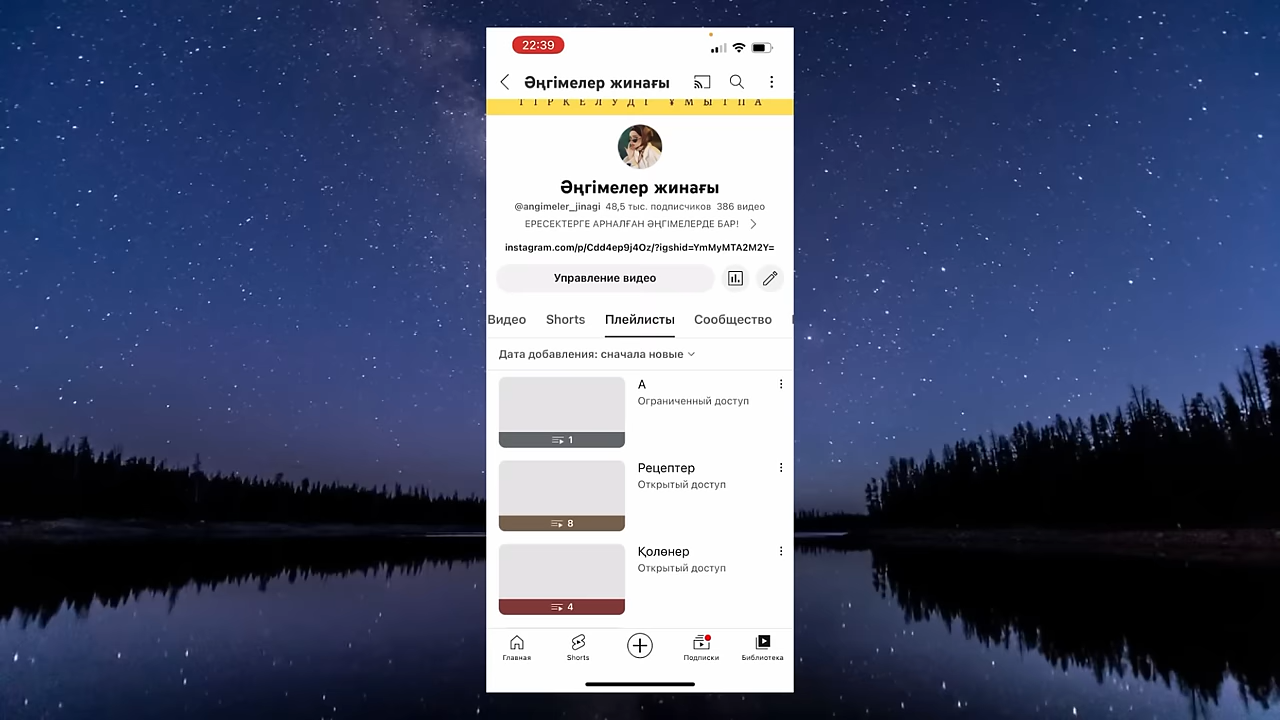 22:39
Әңгімелер жинағы
ТІРКЕЛУДІ ҰМЫТПА
Әңгімелер жинағы
@angimeler_jinagi 48,5 тыс. подписчиков 386 видео
ЕРЕСЕКТЕРГЕ АРНАЛҒАН ӘҢГІМЕЛЕРДЕ БАР!
instagram.com/p/Cdd4ep9j4Oz/?igshid=YmMyMTA2M2Y=
Управление видео
Видео Shorts Плейлисты Сообщество
Дата добавления: сначала новые
А
Ограниченный доступ
1
Рецептер
Открытый доступ
8
Қолөнер
Открытый доступ
4
Главная Shorts Подписки Библиотека